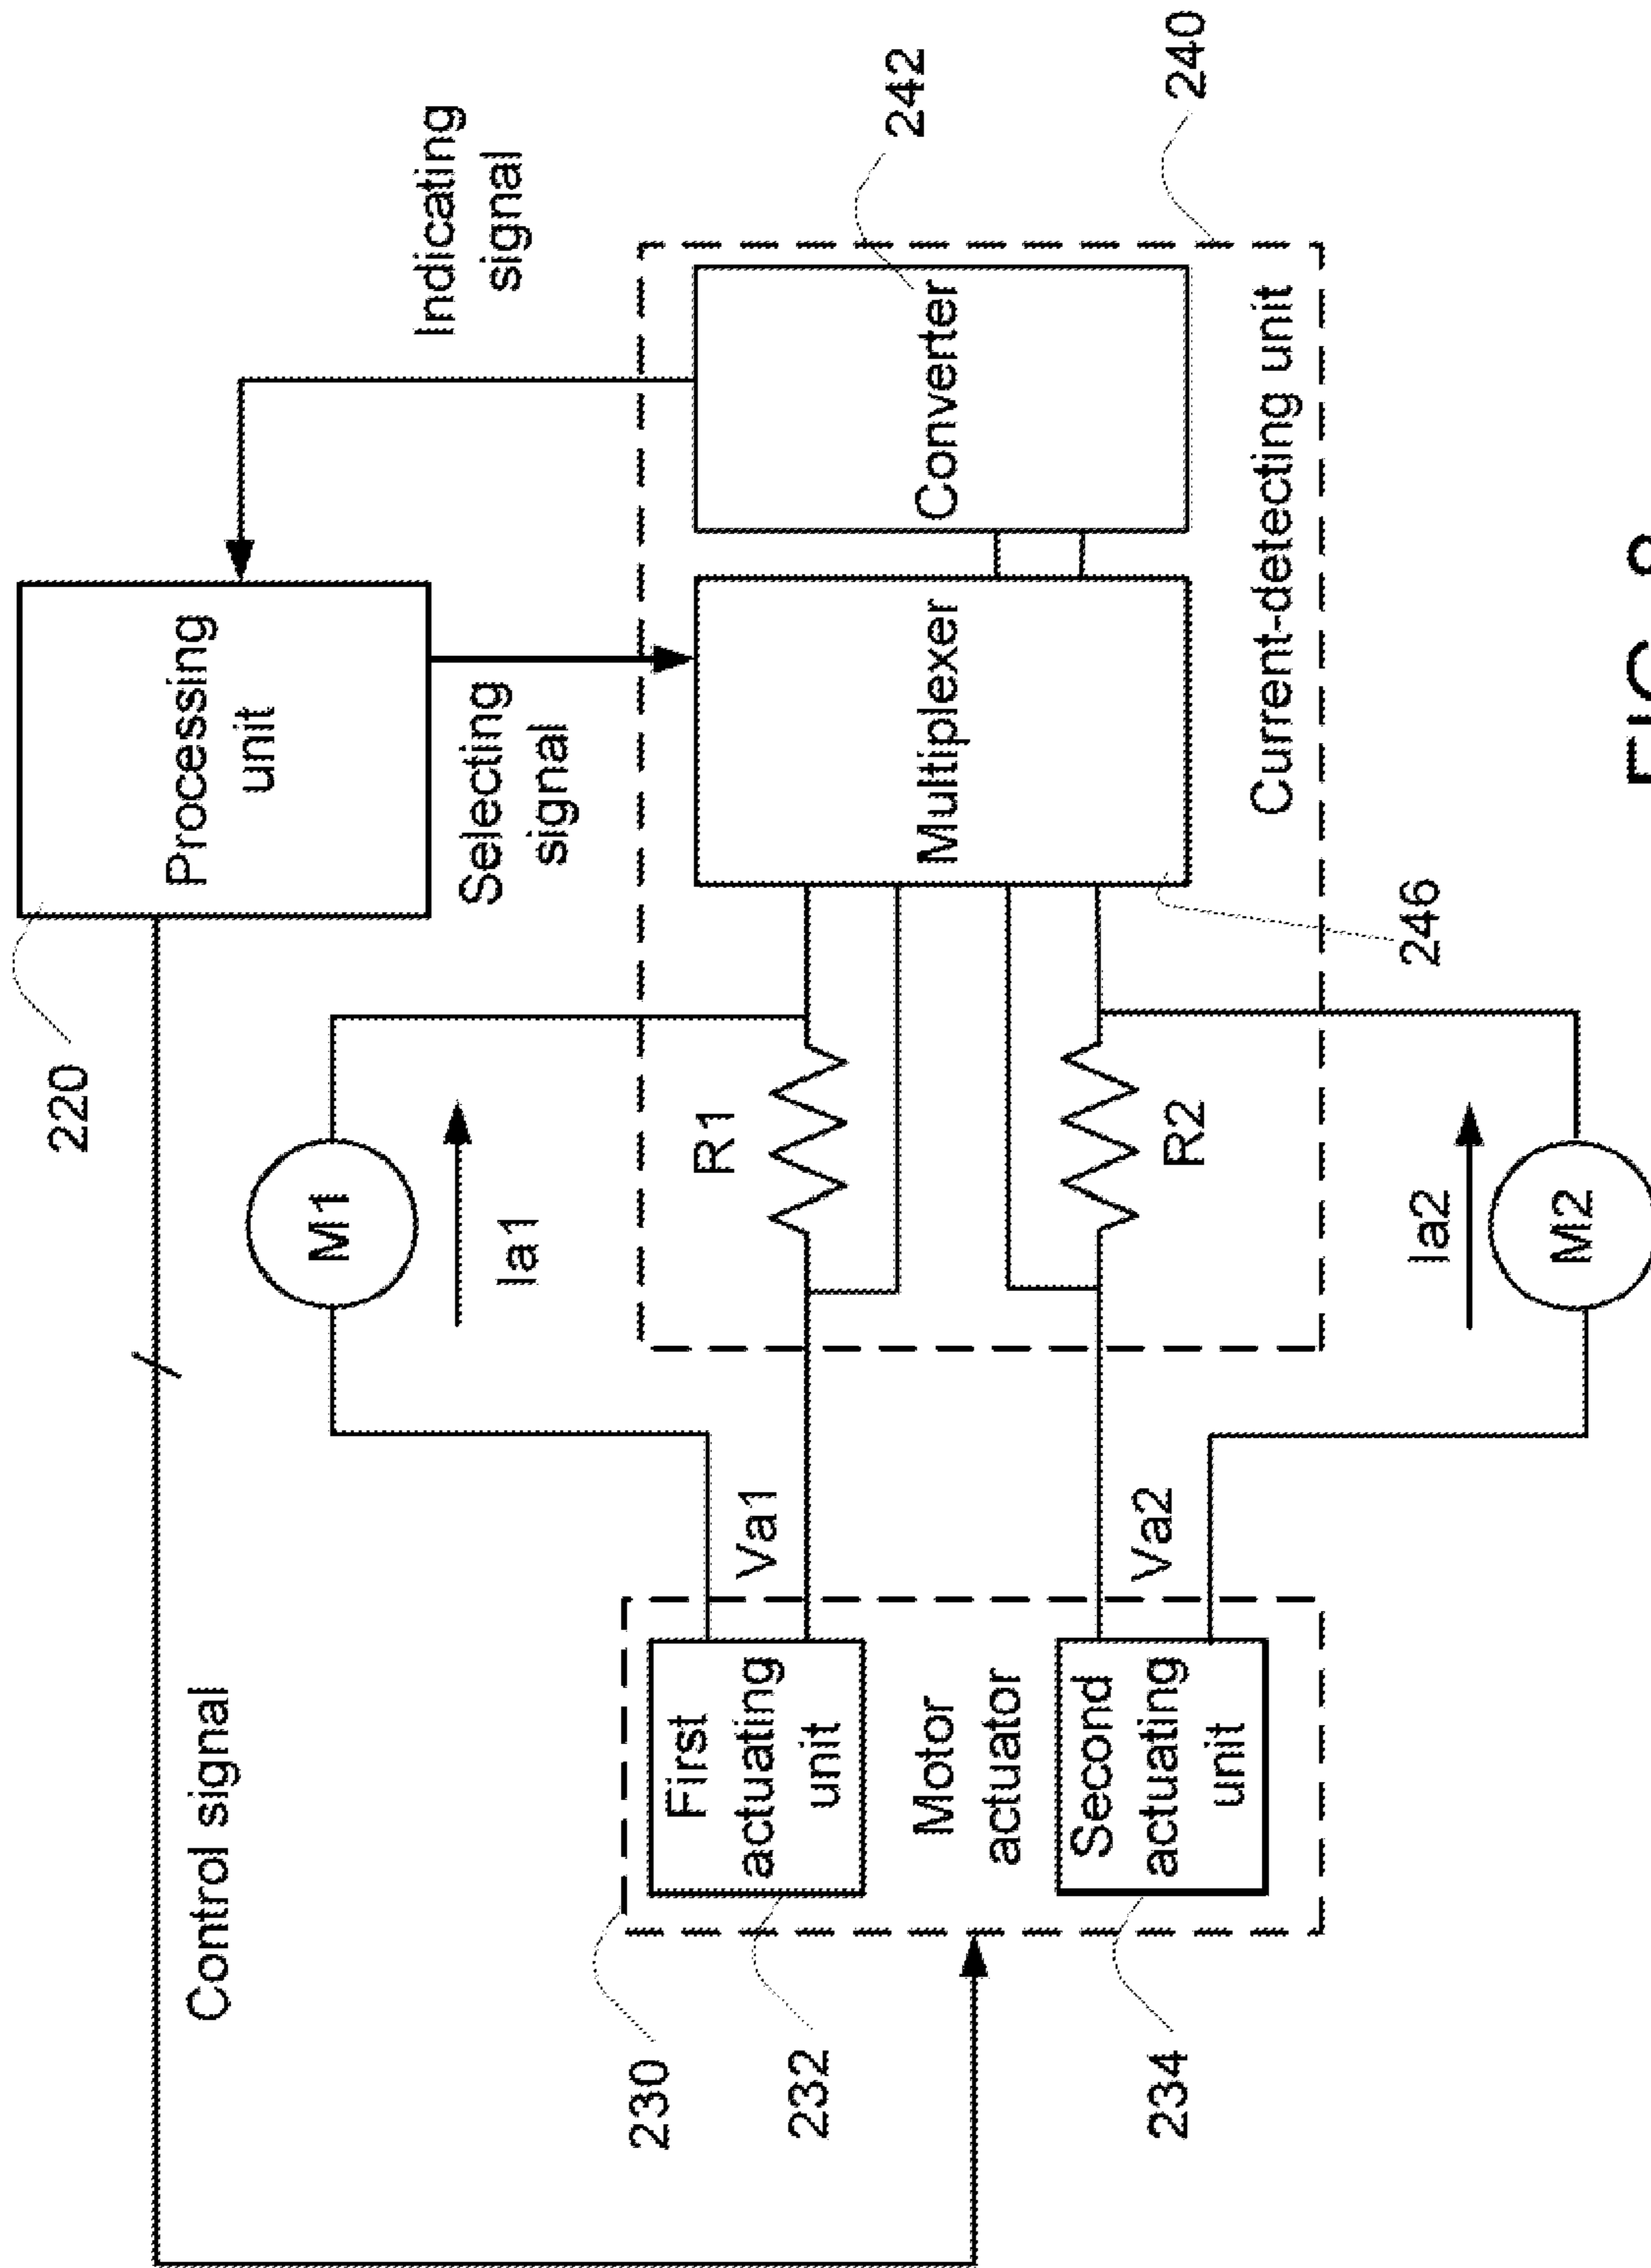 220
Processing
unit
Control signal
M1
Ia1
Indicating
signal
Selecting
signal
230
First
actuating
unit
232
Va1
R1
242
Motor
actuator
Multiplexer
Converter
Second
actuating
unit
234
Va2
R2
240
Current-detecting unit
246
Ia2
M2
FIG.